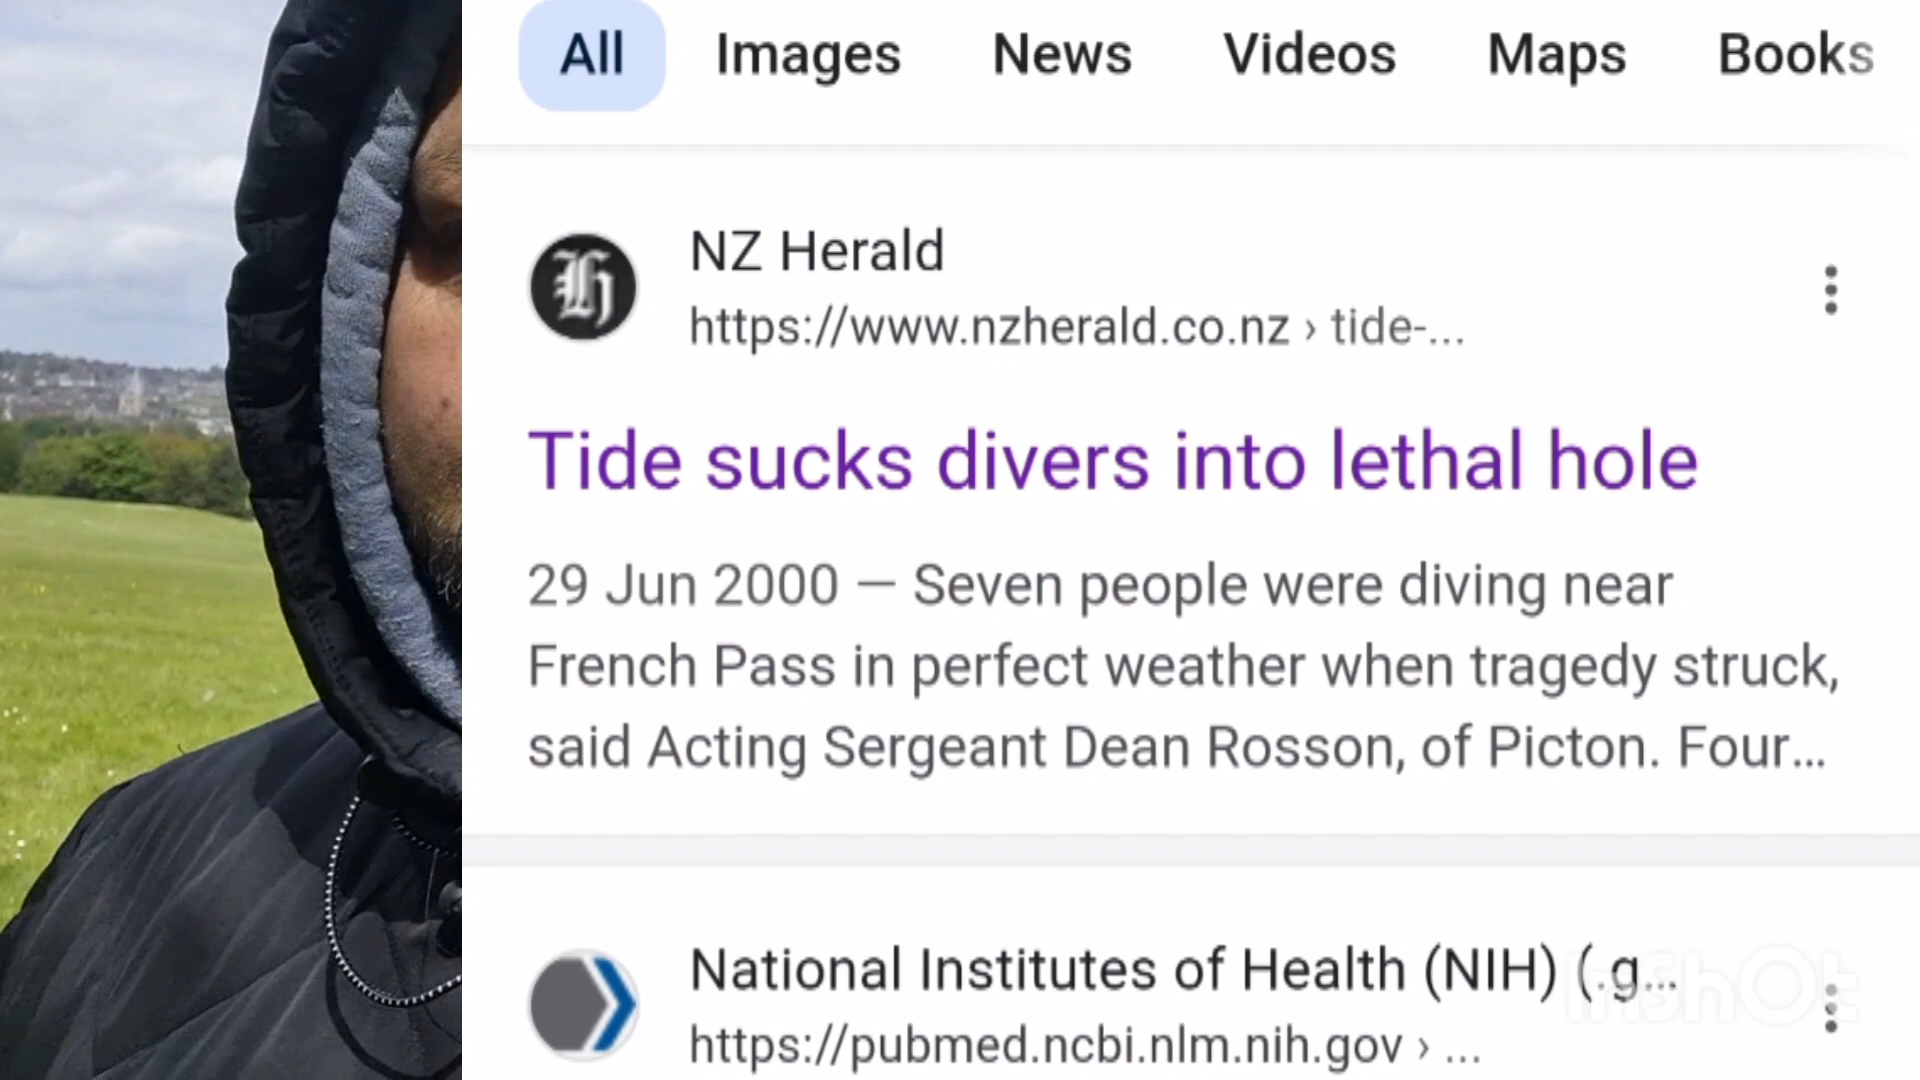 All Images News Videos Maps Books
NZ Herald
https://www.nzherald.co.nz › tide-...
Tide sucks divers into lethal hole
29 Jun 2000 — Seven people were diving near
French Pass in perfect weather when tragedy struck,
said Acting Sergeant Dean Rosson, of Picton. Four...
National Institutes of Health (NIH) (.g...
https://pubmed.ncbi.nlm.nih.gov › ...
InShOt